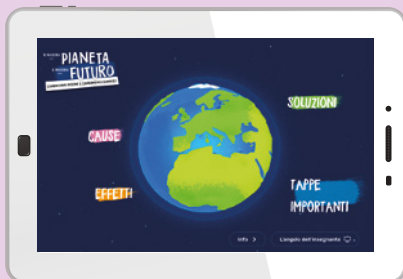 PIANETA
FUTURO
CAUSE
EFFETTI
SOLUZIONI
TAPPE
IMPORTANTI
Info
L'angolo dell'insegnante